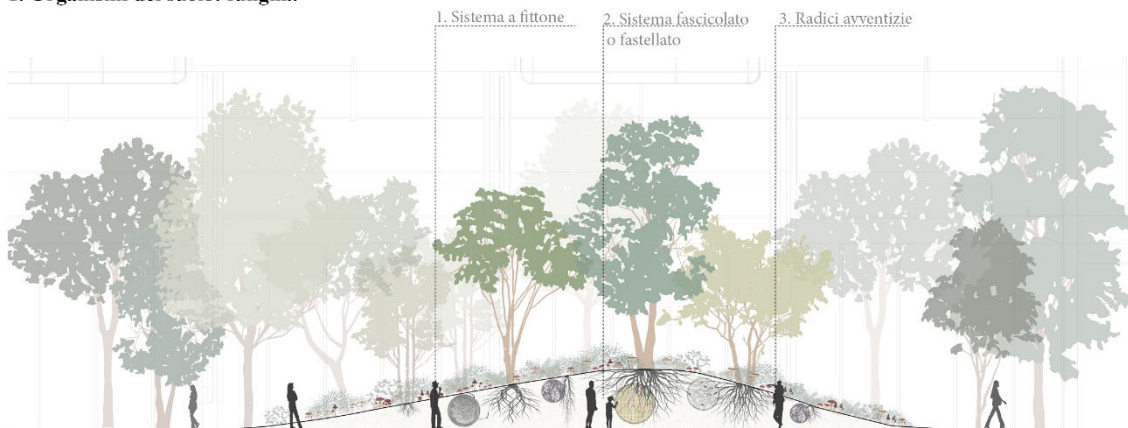 1. Sistema a fittone
2. Sistema fascicolato
o fastellato
3. Radici avventizie